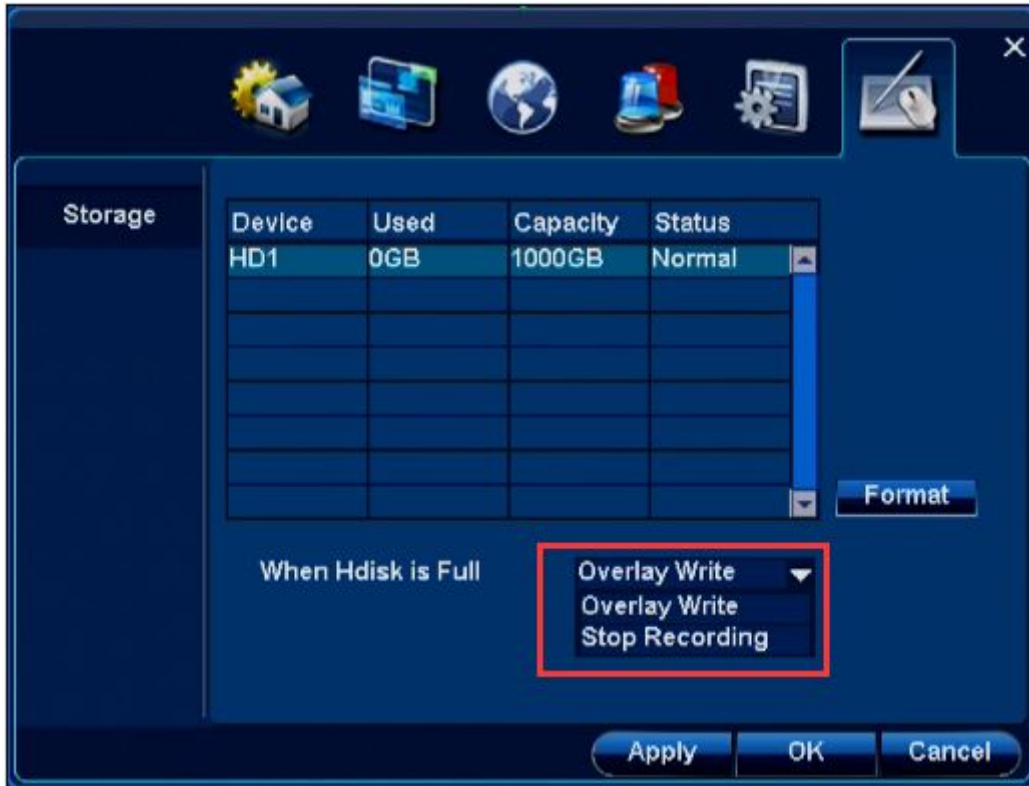 Storage
Device Used Capacity Status
HD1 0GB 1000GB Normal
Format
When Hdisk is Full Overlay Write
Overlay Write
Stop Recording
Apply OK Cancel